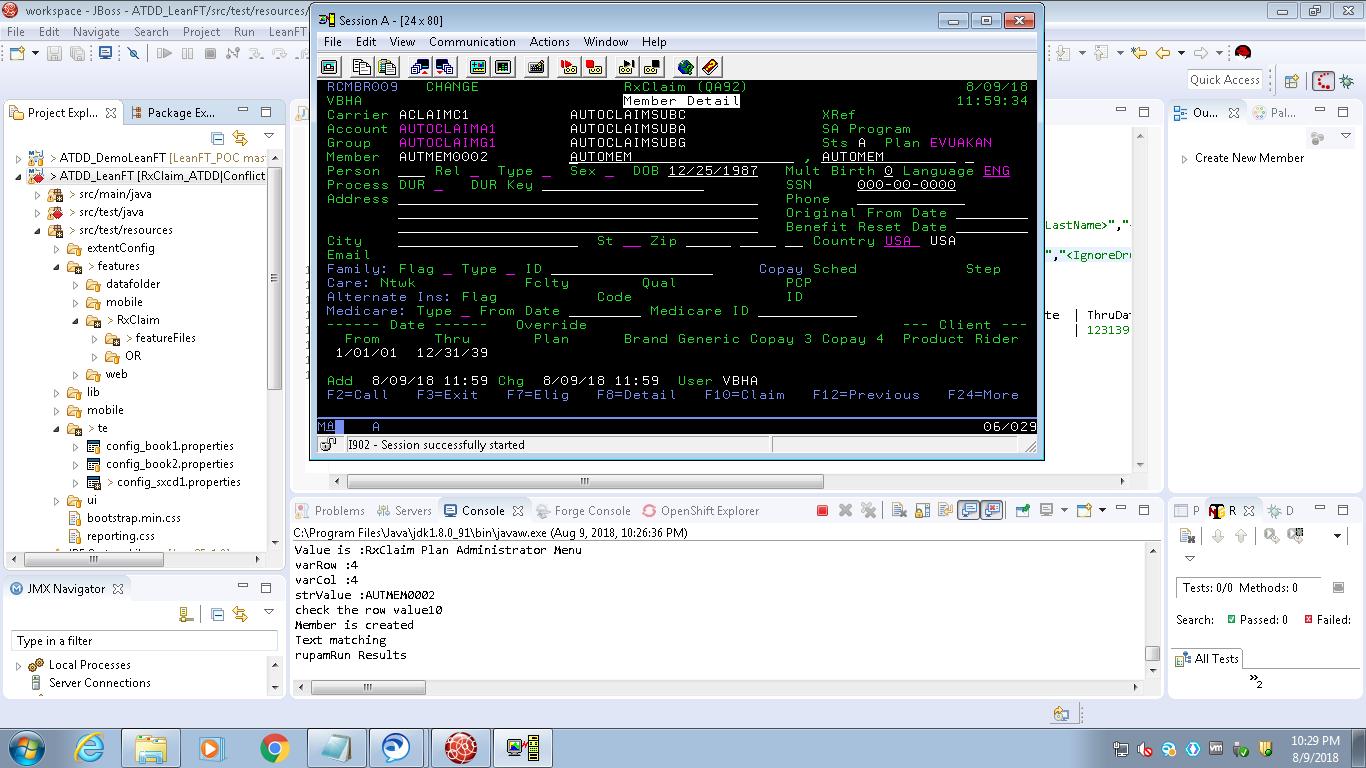 workspace - JBoss - ATDD_LeanFT/src/test/resources/
File Edit Navigate Search Project Run LeanFT
Quick Access
Project Expl...
Package Ex...
> ATDD_DemoLeanFT [LeanFT_POC mast
> ATDD_LeanFT [RxClaim_ATDD|Conflict
> src/main/java
> src/test/java
> src/test/resources
extentConfig
> features
datafolder
mobile
> RxClaim
> featureFiles
OR
web
lib
mobile
> te
config_book1.properties
config_book2.properties
> config_sxcd1.properties
ui
bootstrap.min.css
reporting.css
JMX Navigator
Type in a filter
Local Processes
Server Connections
Session A - [24 x 80]
File Edit View Communication Actions Window Help
RCMBR009 CHANGE RxClaim (QA92) 8/09/18
VBHA Member Detail 11:59:34
Carrier ACLAIMC1 AUTOCLAIMSUBC XRef
Account AUTOCLAIMA1 AUTOCLAIMSUBA SA Program
Group AUTOCLAIMG1 AUTOCLAIMSUBG Sts A Plan EVUAKAN
Member AUTMEM0002 AUTOMEM , AUTOMEM
Person Rel Type Sex DOB 12/25/1987 Mult Birth 0 Language ENG
Process DUR DUR Key SSN 000-00-0000
Address Phone
Original From Date
Benefit Reset Date
City St Zip Country USA USA
Email
Family: Flag Type ID Copay Sched Step
Care: Ntwk Fclty Qual PCP
Alternate Ins: Flag Code ID
Medicare: Type From Date Medicare ID
------ Date ------ Override --- Client ---
From Thru Plan Brand Generic Copay 3 Copay 4 Product Rider
1/01/01 12/31/39
Add 8/09/18 11:59 Chg 8/09/18 11:59 User VBHA
F2=Call F3=Exit F7=Elig F8=Detail F10=Claim F12=Previous F24=More
MA A 06/029
I902 - Session successfully started
LastName>","
","<IgnoreDru
te | ThruDat
| 123139
Ou...
Pal...
Create New Member
Problems Servers Console Forge Console OpenShift Explorer
C:\Program Files\Java\jdk1.8.0_91\bin\javaw.exe (Aug 9, 2018, 10:26:36 PM)
Value is :RxClaim Plan Administrator Menu
varRow :4
varCol :4
strValue :AUTMEM0002
check the row value10
Member is created
Text matching
rupamRun Results
P R D
Tests: 0/0 Methods: 0
Search: Passed: 0 Failed:
All Tests
»2
10:29 PM
8/9/2018